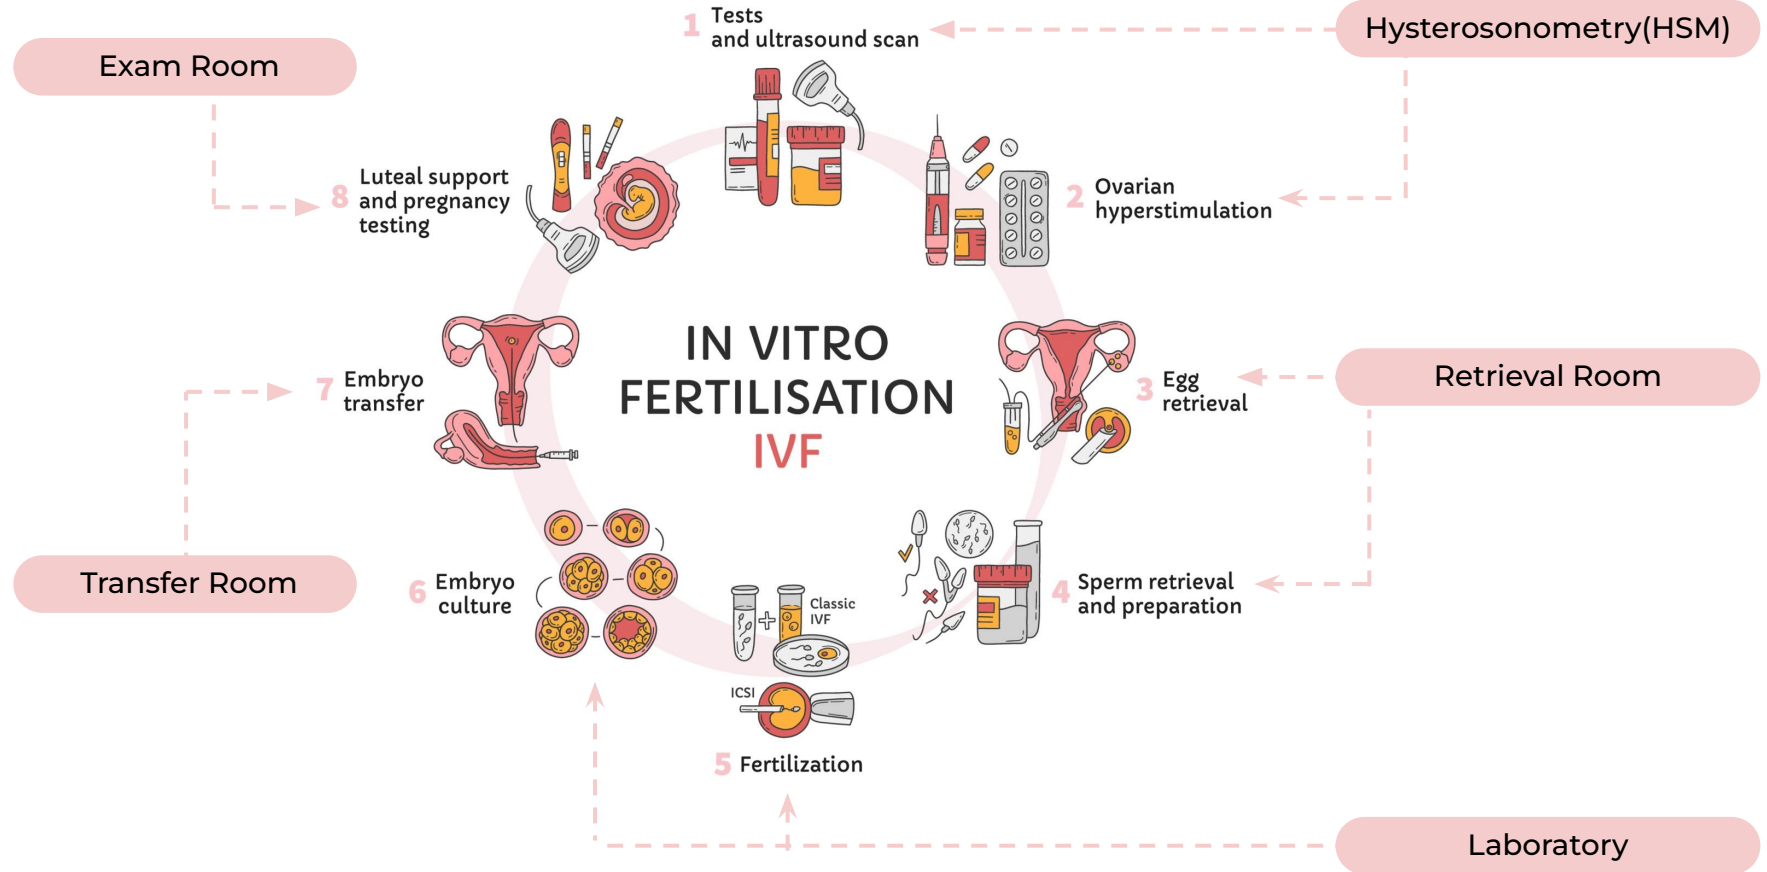 1 Tests
and ultrasound scan
Hysterosonometry(HSM)
Exam Room
8 Luteal support
and pregnancy
testing
2 Ovarian
hyperstimulation
IN VITRO
FERTILISATION
IVF
7 Embryo
transfer
3 Egg
retrieval
Retrieval Room
Transfer Room
6 Embryo
culture
Classic
IVF
4 Sperm retrieval
and preparation
ICSI
5 Fertilization
Laboratory